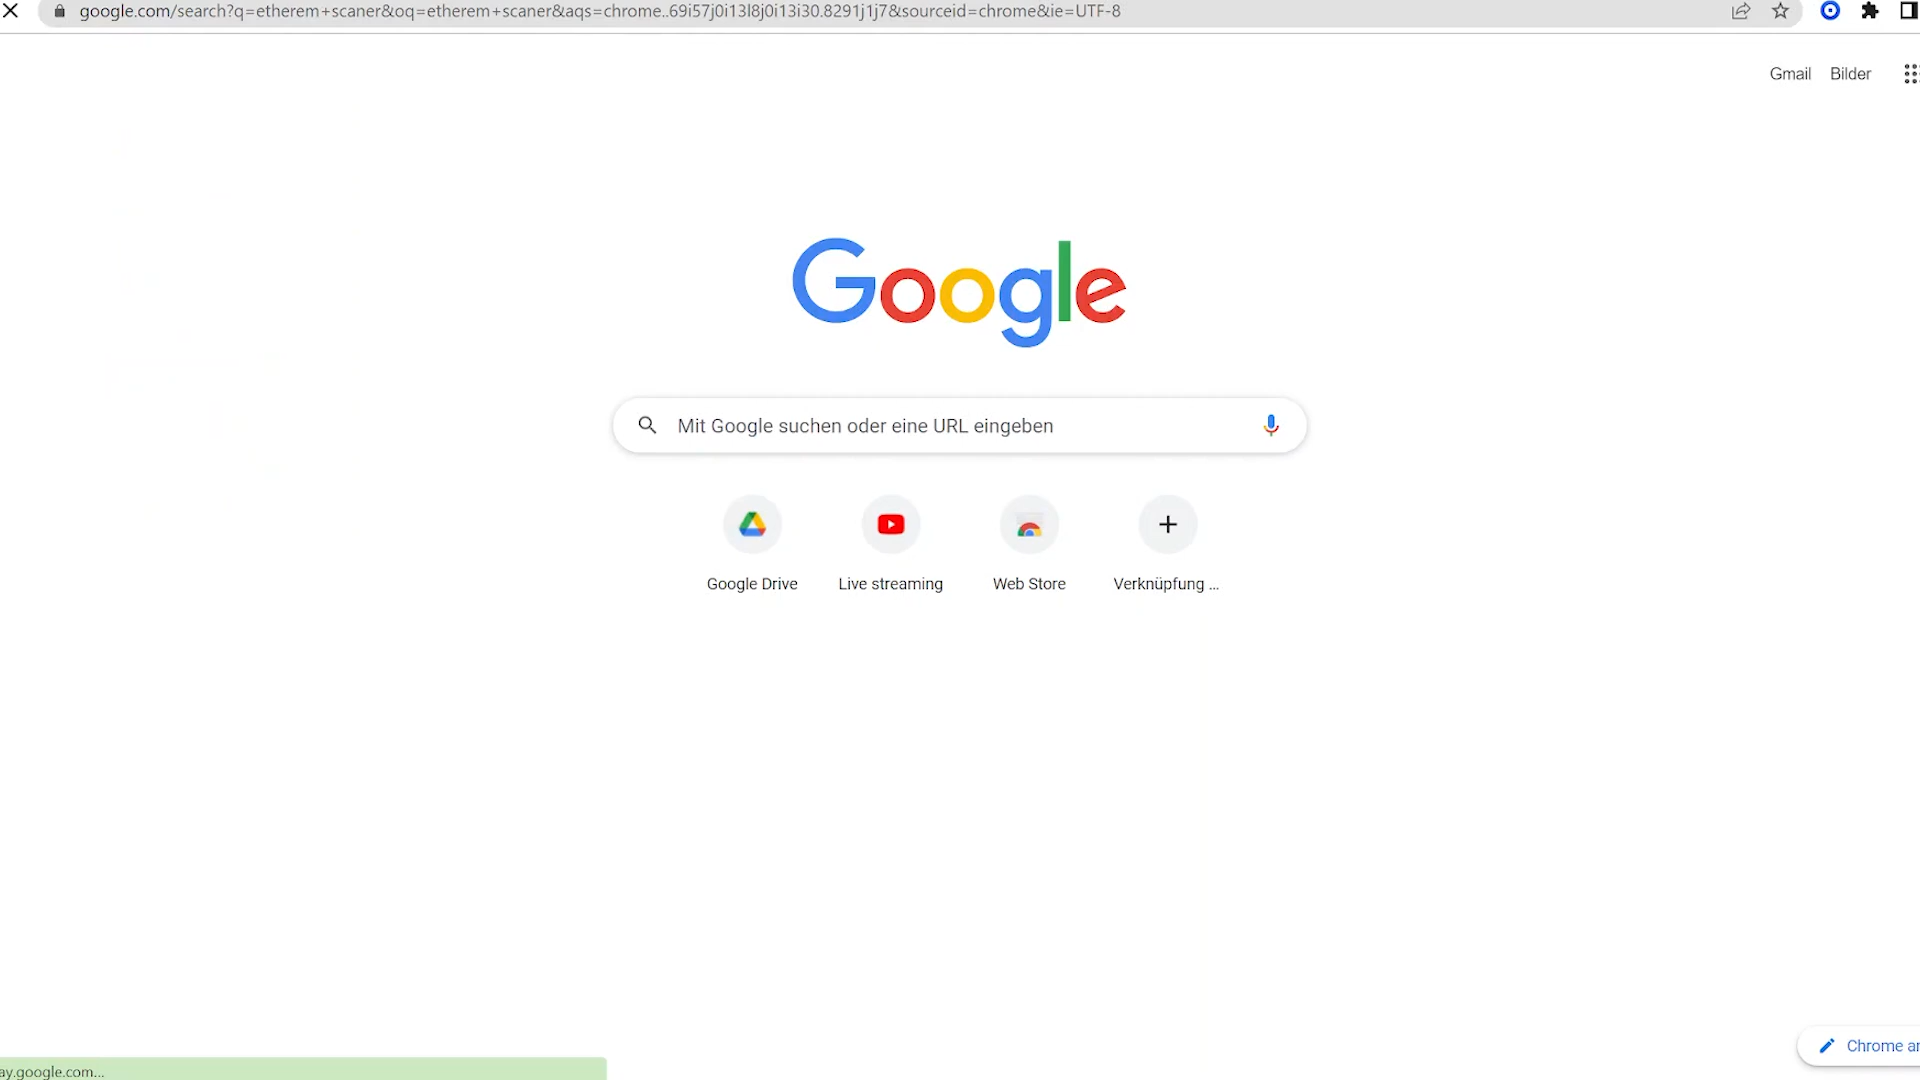 google.com/search?q=etherem+scaner&oq=etherem+scaner&aqs=chrome..69i57j0i13l8j0i13i30.8291j1j7&sourceid=chrome&ie=UTF-8
Gmail Bilder
Google
Mit Google suchen oder eine URL eingeben
Google Drive Live streaming Web Store Verknüpfung ...
Chrome an
ay.google.com...